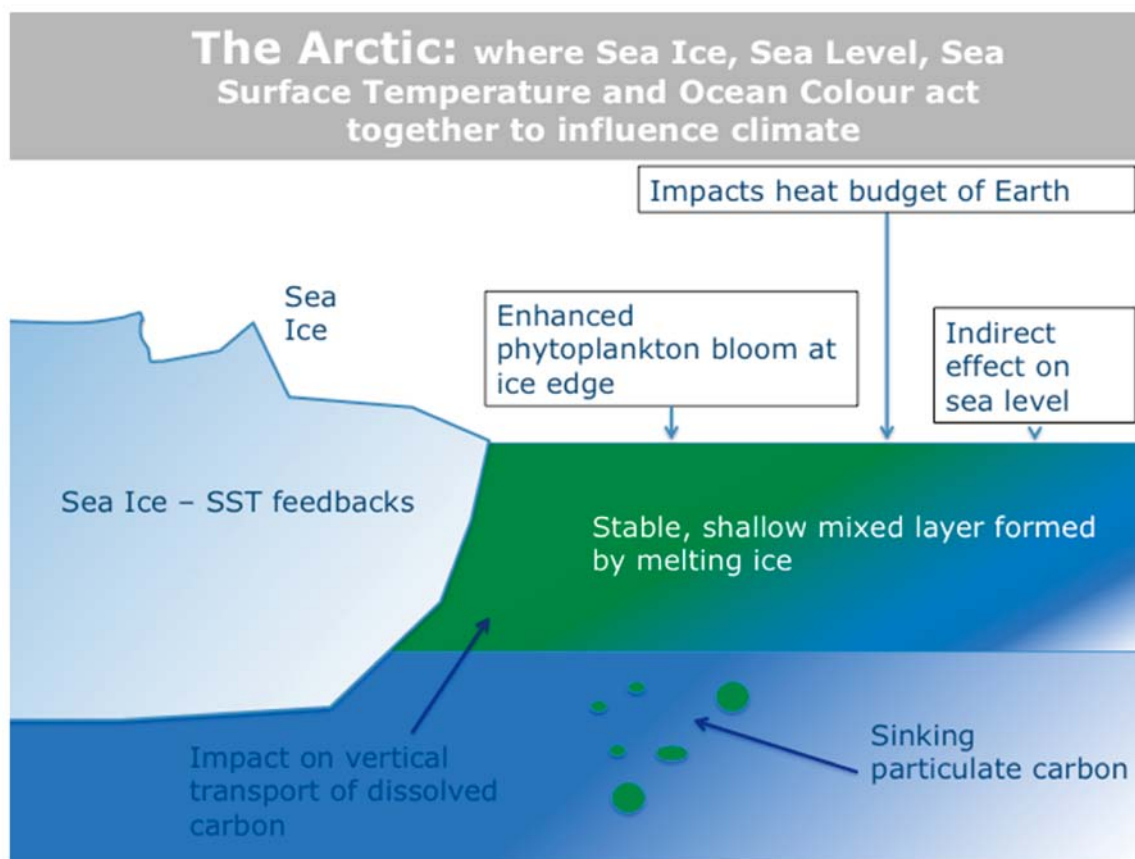 The Arctic: where Sea Ice, Sea Level, Sea
Surface Temperature and Ocean Colour act
together to influence climate
Impacts heat budget of Earth
Sea
Ice
Enhanced
phytoplankton bloom at
ice edge
Indirect
effect on
sea level
Sea Ice – SST feedbacks
Stable, shallow mixed layer formed
by melting ice
Impact on vertical
transport of dissolved
carbon
Sinking
particulate carbon